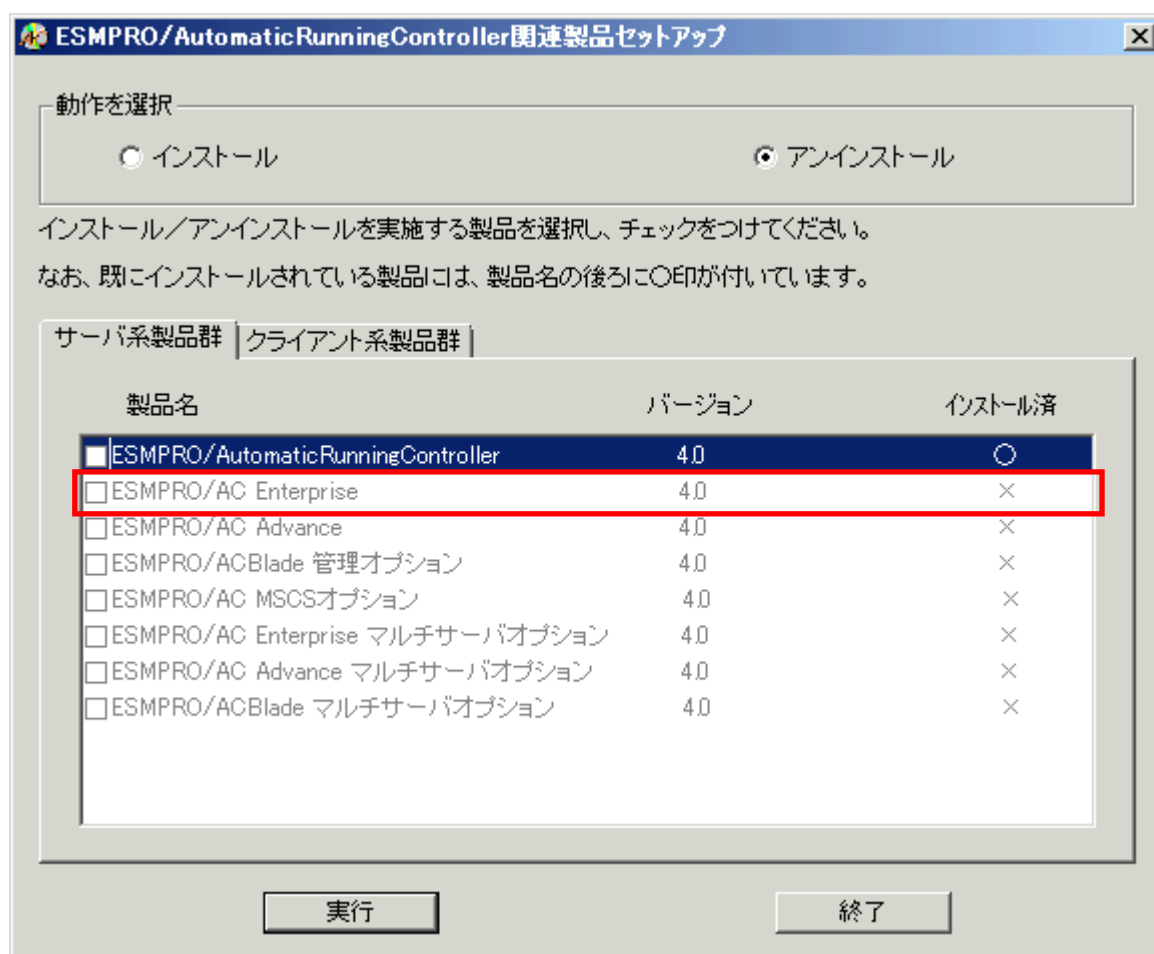 ESMPRO/AutomaticRunningController関連製品セットアップ
動作を選択
インストール アンインストール
インストール/アンインストールを実施する製品を選択し、チェックをつけてください。
なお、既にインストールされている製品には、製品名の後ろに〇印が付いています。
サーバ系製品群 クライアント系製品群
製品名 バージョン インストール済
ESMPRO/AutomaticRunningController 4.0 〇
ESMPRO/AC Enterprise 4.0 ×
ESMPRO/AC Advance 4.0 ×
ESMPRO/ACBlade 管理オプション 4.0 ×
ESMPRO/AC MSCSオプション 4.0 ×
ESMPRO/AC Enterprise マルチサーバオプション 4.0 ×
ESMPRO/AC Advance マルチサーバオプション 4.0 ×
ESMPRO/ACBlade マルチサーバオプション 4.0 ×
実行 終了